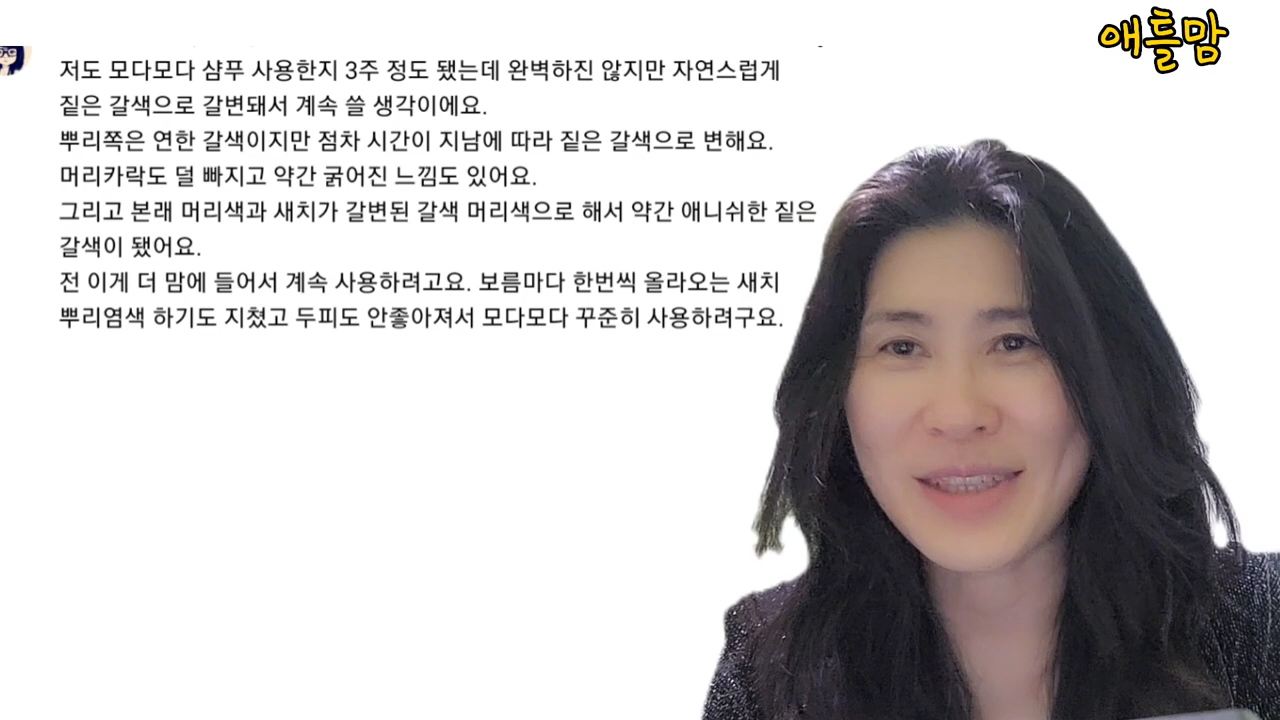 애틀맘
저도 모다모다 샴푸 사용한지 3주 정도 됐는데 완벽하진 않지만 자연스럽게
짙은 갈색으로 갈변돼서 계속 쓸 생각이에요.
뿌리쪽은 연한 갈색이지만 점차 시간이 지남에 따라 짙은 갈색으로 변해요.
머리카락도 덜 빠지고 약간 굵어진 느낌도 있어요.
그리고 본래 머리색과 새치가 갈변된 갈색 머리색으로 해서 약간 애니쉬한 짙은
갈색이 됐어요.
전 이게 더 맘에 들어서 계속 사용하려고요. 보름마다 한번씩 올라오는 새치
뿌리염색 하기도 지쳤고 두피도 안좋아져서 모다모다 꾸준히 사용하려구요.